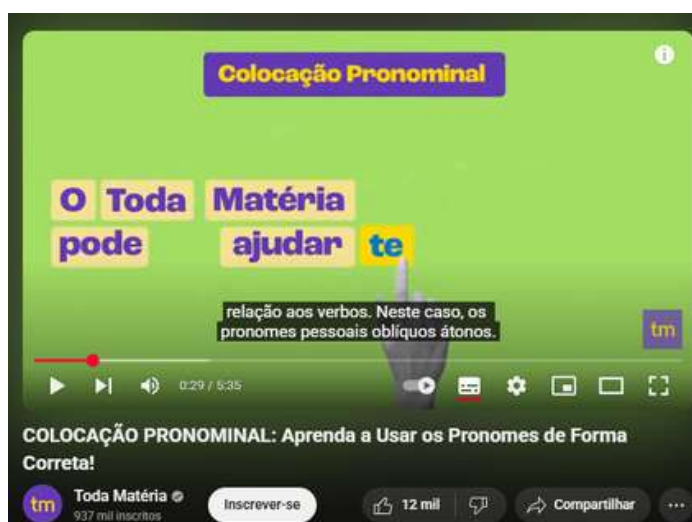 Colocação Pronominal
O Toda Matéria
pode ajudar te
relação aos verbos. Neste caso, os
pronomes pessoais oblíquos átonos.
tm
0:29 / 5:35
COLOCAÇÃO PRONOMINAL: Aprenda a Usar os Pronomes de Forma
Correta!
tm
Toda Matéria
937 mil inscritos
Inscrever-se
12 mil
Compartilhar